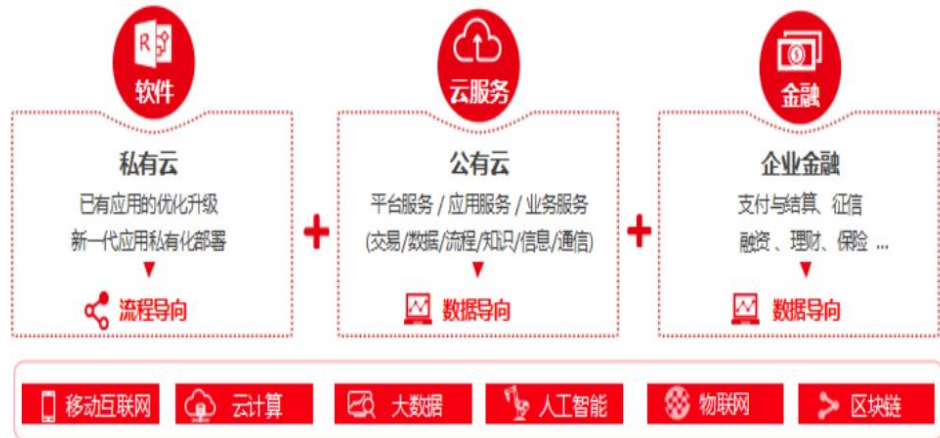 R
软件
私有云
已有应用的优化升级
新一代应用私有化部署
流程导向
+
云服务
公有云
平台服务 / 应用服务 / 业务服务
(交易/数据/流程/知识/信息/通信)
数据导向
+
金融
企业金融
支付与结算、征信
融资、理财、保险 ...
数据导向
移动互联网
云计算
大数据
人工智能
物联网
区块链